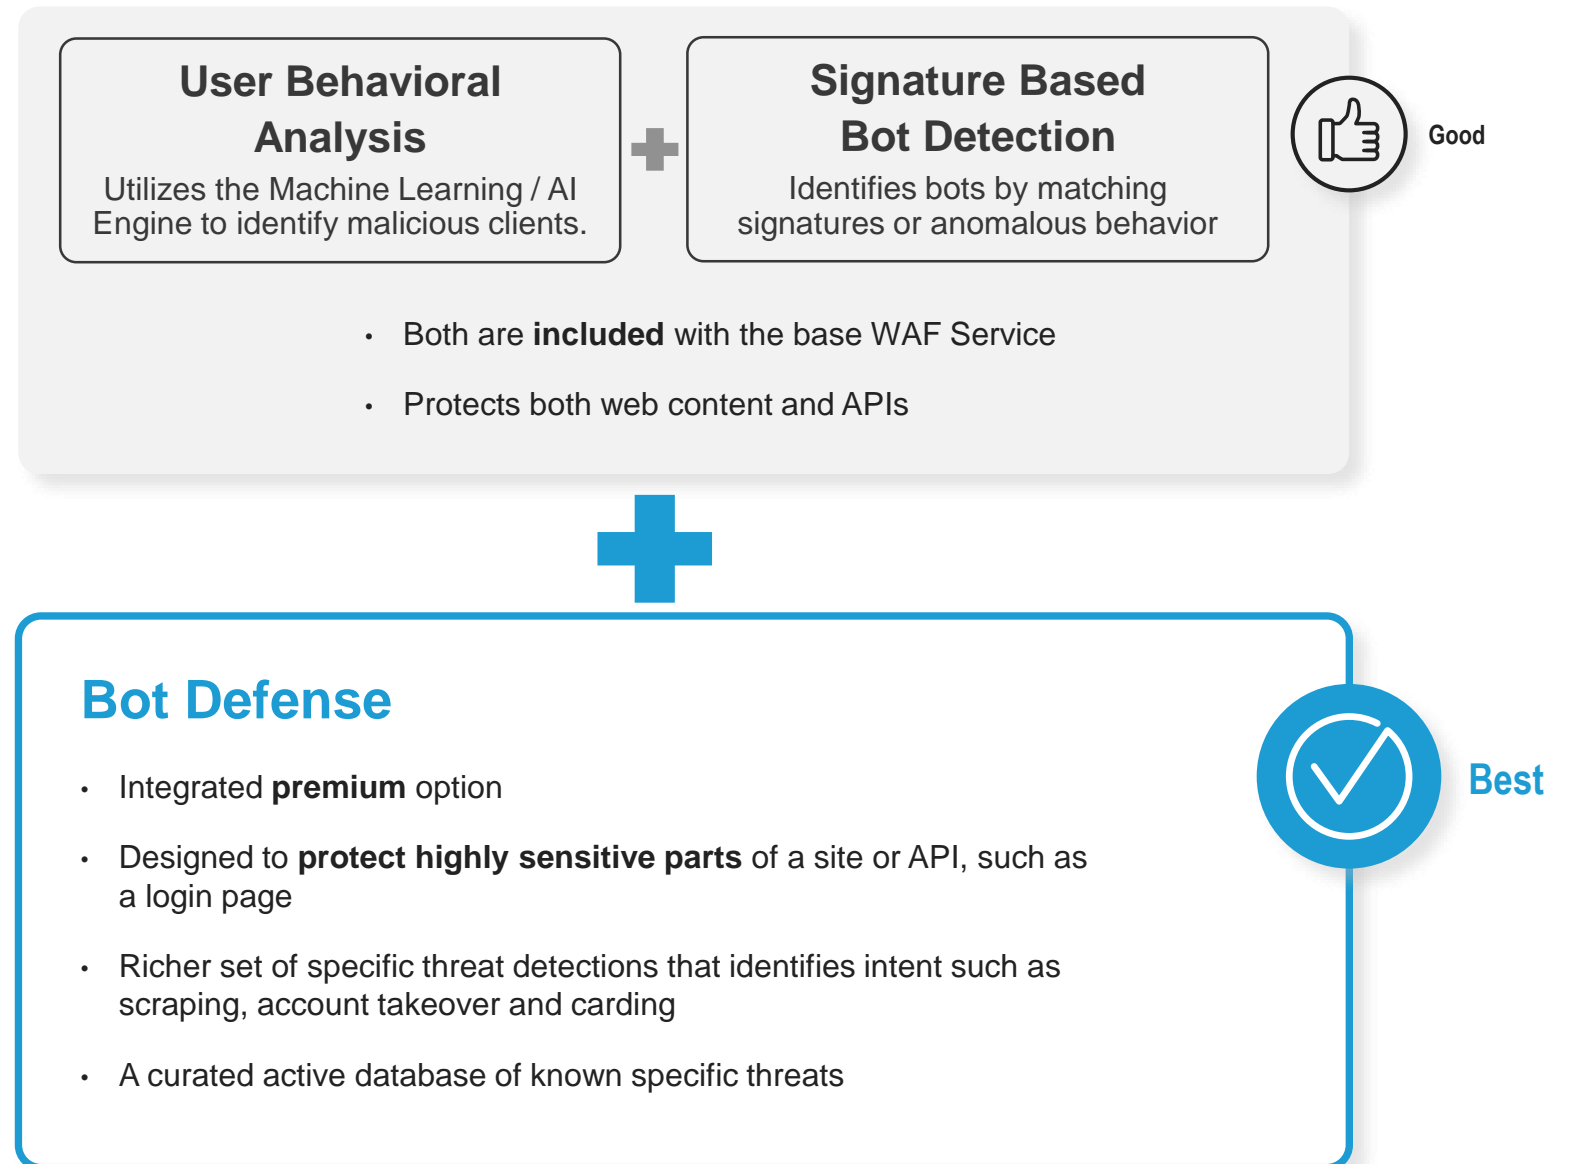 User Behavioral
Analysis
Utilizes the Machine Learning / AI
Engine to identify malicious clients.
Signature Based
Bot Detection
Identifies bots by matching
signatures or anomalous behavior
Good
• Both are included with the base WAF Service
• Protects both web content and APIs
Bot Defense
• Integrated premium option
• Designed to protect highly sensitive parts of a site or API, such as
a login page
• Richer set of specific threat detections that identifies intent such as
scraping, account takeover and carding
• A curated active database of known specific threats
Best